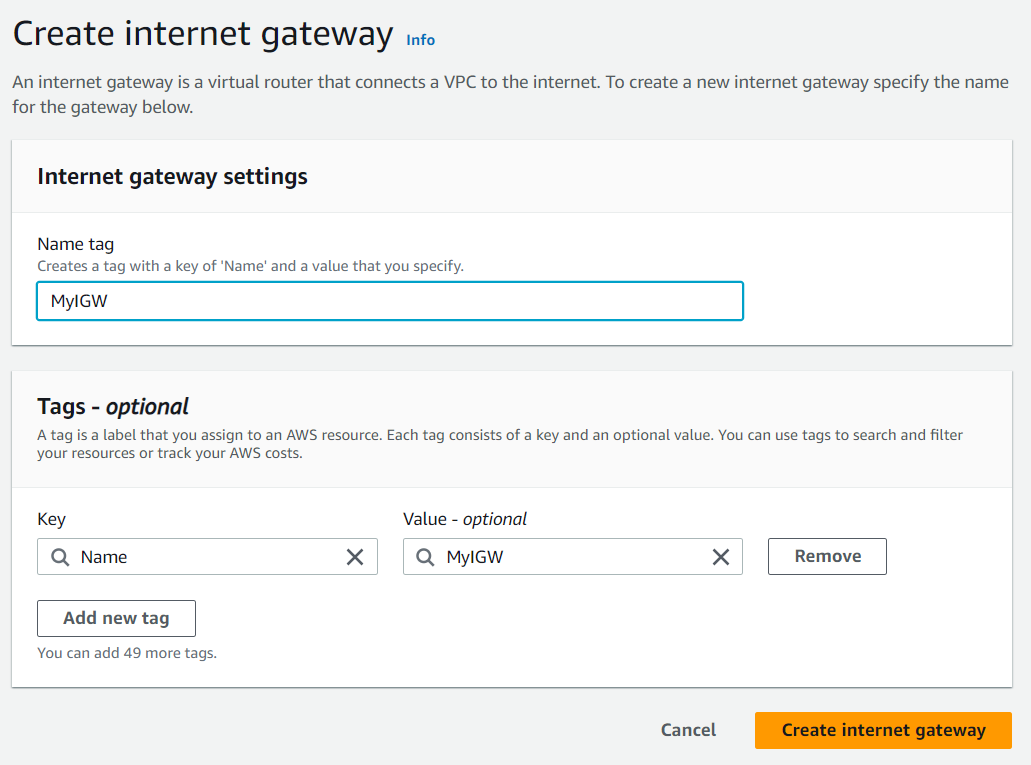 Create internet gateway Info
An internet gateway is a virtual router that connects a VPC to the internet. To create a new internet gateway specify the name
for the gateway below.
Internet gateway settings
Name tag
Creates a tag with a key of 'Name' and a value that you specify.
MyIGW
Tags - optional
A tag is a label that you assign to an AWS resource. Each tag consists of a key and an optional value. You can use tags to search and filter
your resources or track your AWS costs.
Key Value - optional
Name MyIGW Remove
Add new tag
You can add 49 more tags.
Cancel Create internet gateway